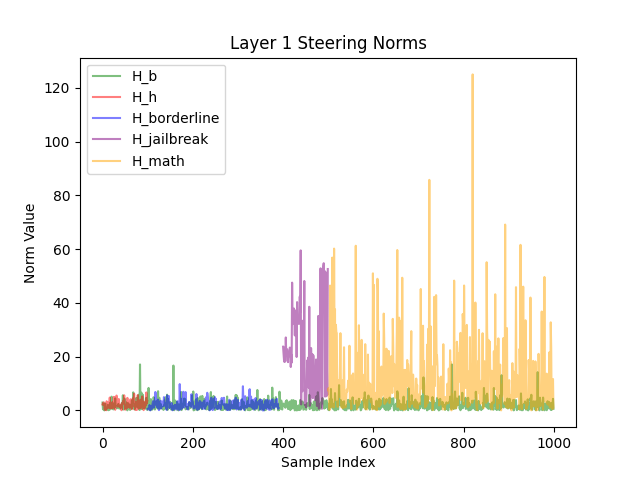 Layer 1 Steering Norms
H_b
H_h
H_borderline
H_jailbreak
H_math
Norm Value
120
100
80
60
40
20
0
0 200 400 600 800 1000
Sample Index